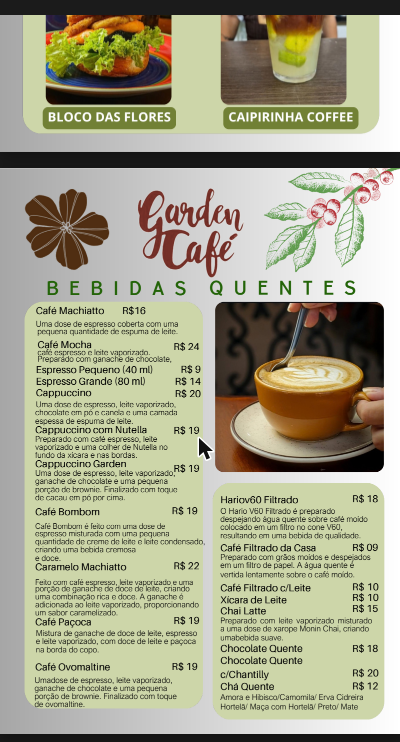 BLOCO DAS FLORES
CAIPIRINHA COFFEE
Garden
Café
BEBIDAS QUENTES
Café Machiatto R$16
Uma dose de espresso coberta com uma
pequena quantidade de espuma de leite.
Café Mocha R$ 24
café espresso e leite vaporizado.
Preparado com ganache de chocolate,
Espresso Pequeno (40 ml) R$ 9
Espresso Grande (80 ml) R$ 14
Cappuccino R$ 20
Uma dose de espresso, leite vaporizado,
chocolate em pó e canela e uma camada
espessa de espuma de leite.
Cappuccino com Nutella R$ 19
Preparado com café espresso, leite
vaporizado e uma colher de Nutella no
fundo da xícara e nas bordas.
Cappuccino Garden R$ 19
Uma dose de espresso, leite vaporizado,
ganache de chocolate e uma pequena
porção de brownie. Finalizado com toque
de cacau em pó por cima.
Café Bombom R$ 19
Café Bombom é feito com uma dose de
espresso misturada com uma pequena
quantidade de creme de leite e leite condensado,
criando uma bebida cremosa
e doce.
Caramelo Machiatto R$ 22
Feito com café espresso, leite vaporizado e uma
porção de ganache de doce de leite, criando
uma combinação rica e doce. A ganache é
adicionada ao leite vaporizado, proporcionando
um sabor caramelizado.
Café Paçoca R$ 19
Mistura de ganache de doce de leite, espresso
e leite vaporizado, com doce de leite e paçoca
na borda do copo.
Café Ovomaltine R$ 19
Umadose de espresso, leite vaporizado,
ganache de chocolate e uma pequena
porção de brownie. Finalizado com toque
de ovomaltine.
Hariov60 Filtrado R$ 18
O Hario V60 Filtrado é preparado
despejando água quente sobre café moído
colocado em um filtro no cone V60,
resultando em uma bebida de qualidade.
Café Filtrado da Casa R$ 09
Preparado com grãos moídos e despejados
em um filtro de papel. A água quente é
vertida lentamente sobre o café moído.
Café Filtrado c/Leite R$ 10
Xícara de Leite R$ 10
Chai Latte R$ 15
Preparado com leite vaporizado misturado
a uma dose de xarope Monin Chai, criando
umabebida suave.
Chocolate Quente R$ 18
Chocolate Quente
c/Chantilly R$ 20
Chá Quente R$ 12
Amora e Hibisco/Camomila/ Erva Cidreira
Hortelã/ Maça com Hortelã/ Preto/ Mate